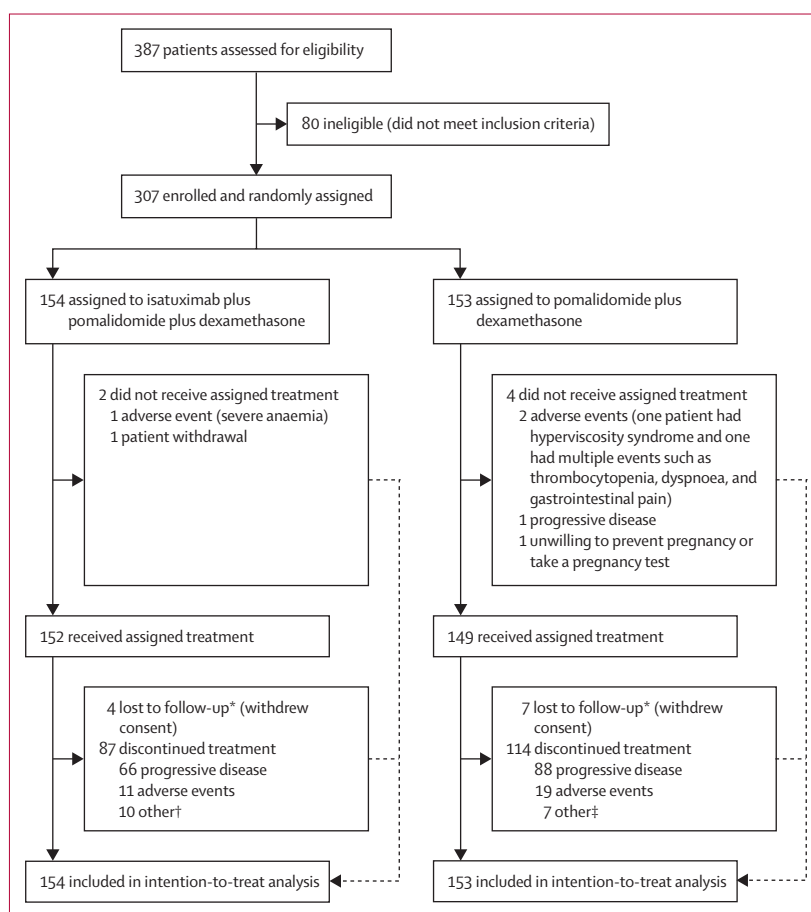 387 patients assessed for eligibility
80 ineligible (did not meet inclusion criteria)
307 enrolled and randomly assigned
154 assigned to isatuximab plus
pomalidomide plus dexamethasone
153 assigned to pomalidomide plus
dexamethasone
2 did not receive assigned treatment
1 adverse event (severe anaemia)
1 patient withdrawal
4 did not receive assigned treatment
2 adverse events (one patient had
hyperviscosity syndrome and one
had multiple events such as
thrombocytopenia, dyspnoea, and
gastrointestinal pain)
1 progressive disease
1 unwilling to prevent pregnancy or
take a pregnancy test
152 received assigned treatment
149 received assigned treatment
4 lost to follow-up* (withdrew
consent)
87 discontinued treatment
66 progressive disease
11 adverse events
10 other†
7 lost to follow-up* (withdrew
consent)
114 discontinued treatment
88 progressive disease
19 adverse events
7 other‡
154 included in intention-to-treat analysis
153 included in intention-to-treat analysis